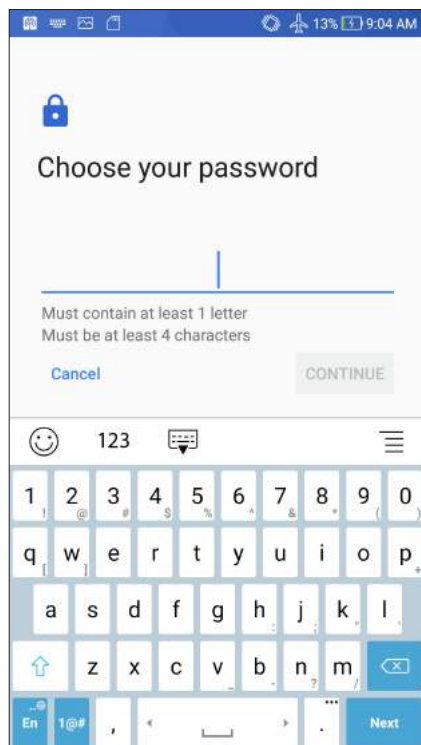 13% 9:04 AM
Choose your password
Must contain at least 1 letter
Must be at least 4 characters
Cancel CONTINUE
123
1 ! 2 @ 3 # 4 $ 5 % 6 ^ 7 & 8 * 9 ( 0 )
q [ w ] e r t y u i o p +
a s d f g h : j ; k " l '
z x c v _ b - n ? m /
En 1@# , . Next